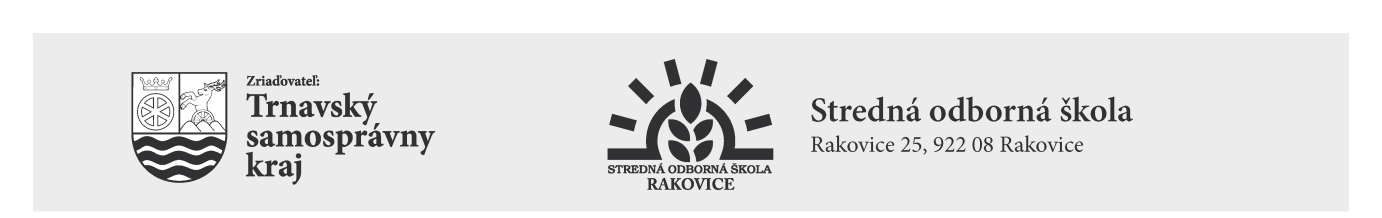 Zriaďovateľ:
Trnavský
samosprávny
kraj
STREDNÁ ODBORNÁ ŠKOLA
RAKOVICE
Stredná odborná škola
Rakovice 25, 922 08 Rakovice